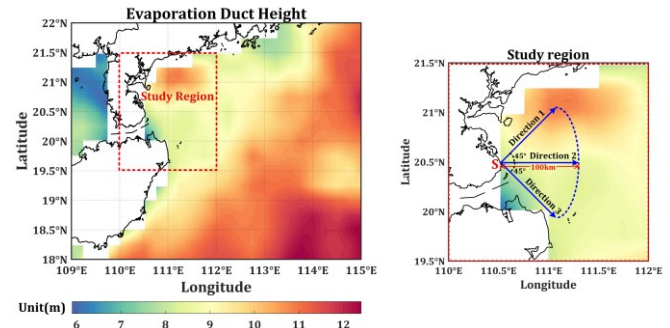 Evaporation Duct Height
22°N
21.5°N
21°N
20.5°N
20°N
19.5°N
19°N
18.5°N
18°N
Latitude
Study Region
109°E 110°E 111°E 112°E 113°E 114°E 115°E
Longitude
Unit(m)
6 7 8 9 10 11 12
Study region
21.5°N
21°N
20.5°N
20°N
19.5°N
Latitude
Direction 1
S
45° Direction 2
100km
45°
Direction 3
110°E 110.5°E 111°E 111.5°E 112°E
Longitude